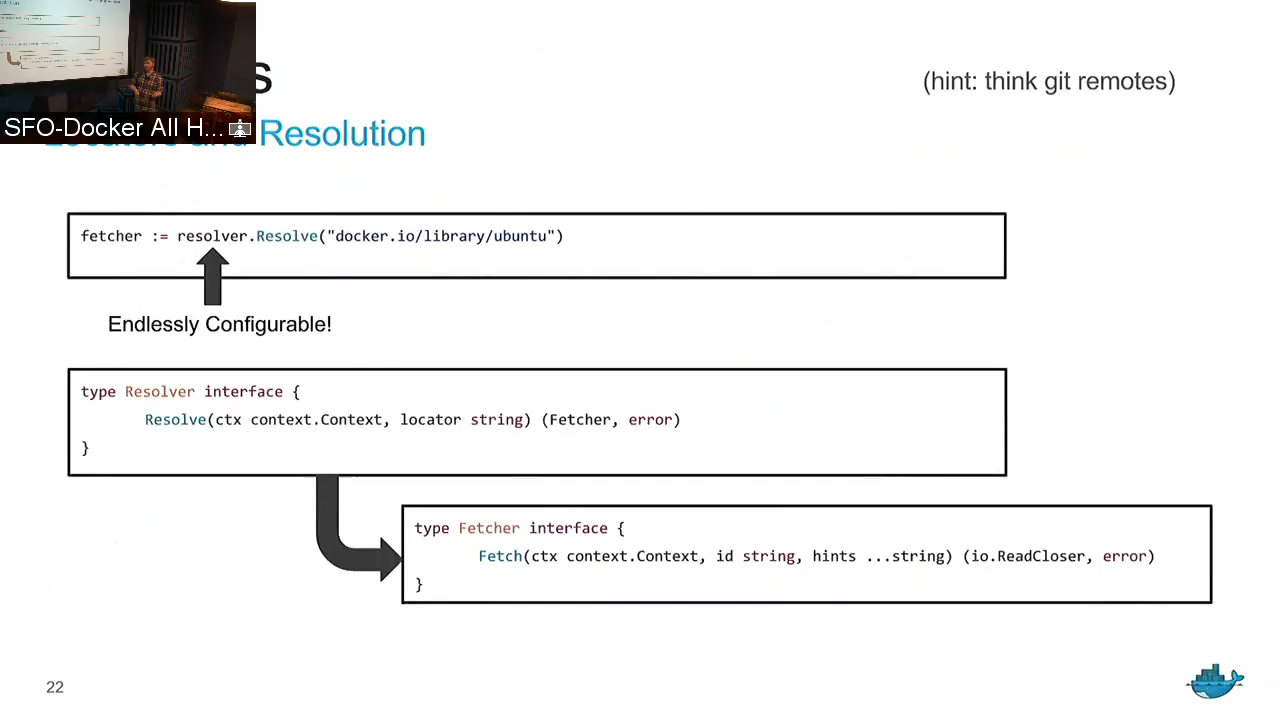 SFO-Docker All H...
(hint: think git remotes)
Resolution
fetcher := resolver.Resolve("docker.io/library/ubuntu")
Endlessly Configurable!
type Resolver interface {
Resolve(ctx context.Context, locator string) (Fetcher, error)
}
type Fetcher interface {
Fetch(ctx context.Context, id string, hints ...string) (io.ReadCloser, error)
}
22